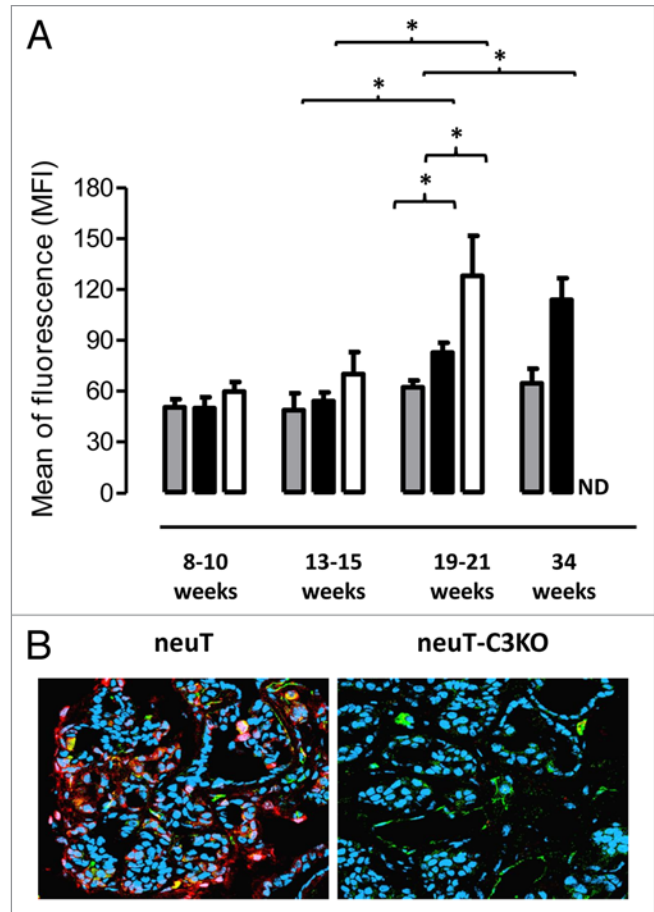 A
*
*
*
*
*
Mean of fluorescence (MFI)
180
150
120
90
60
30
0
ND
8-10 13-15 19-21 34
weeks weeks weeks weeks
B
neuT neuT-C3KO